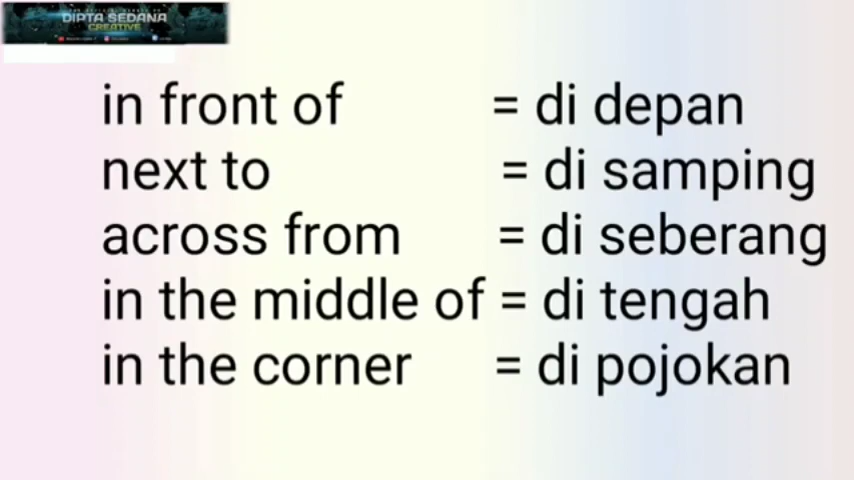 DIPTA SEDANA
CREATIVE
in front of = di depan
next to = di samping
across from = di seberang
in the middle of = di tengah
in the corner = di pojokan